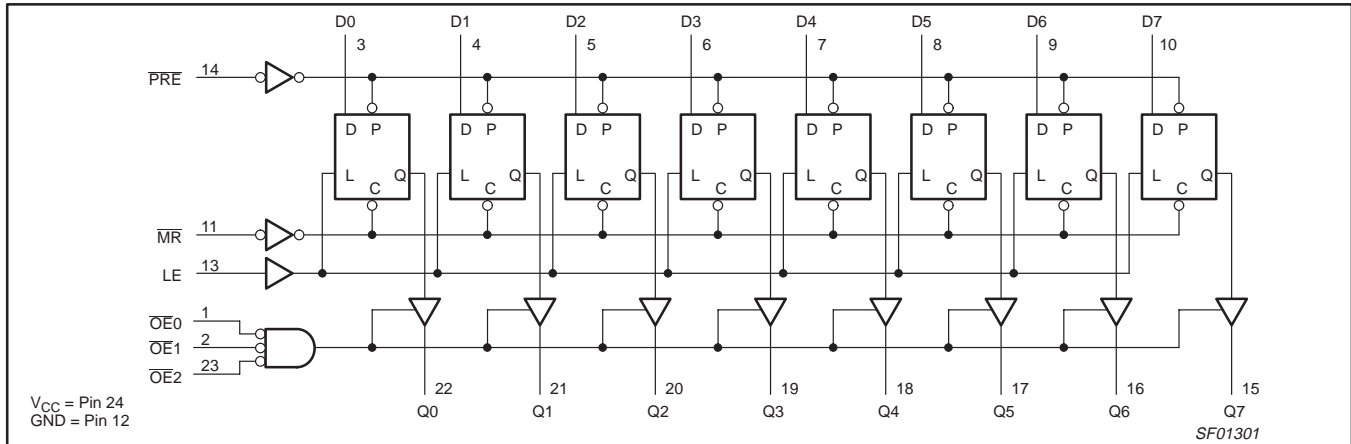 D0 D1 D2 D3 D4 D5 D6 D7
3 4 5 6 7 8 9 10
PRE 14
D P D P D P D P D P D P D P D P
L Q L Q L Q L Q L Q L Q L Q L Q
C C C C C C C C
MR 11
LE 13
OE0 1
OE1 2
OE2 23
22 21 20 19 18 17 16 15
Q0 Q1 Q2 Q3 Q4 Q5 Q6 Q7
VCC = Pin 24
GND = Pin 12
SF01301